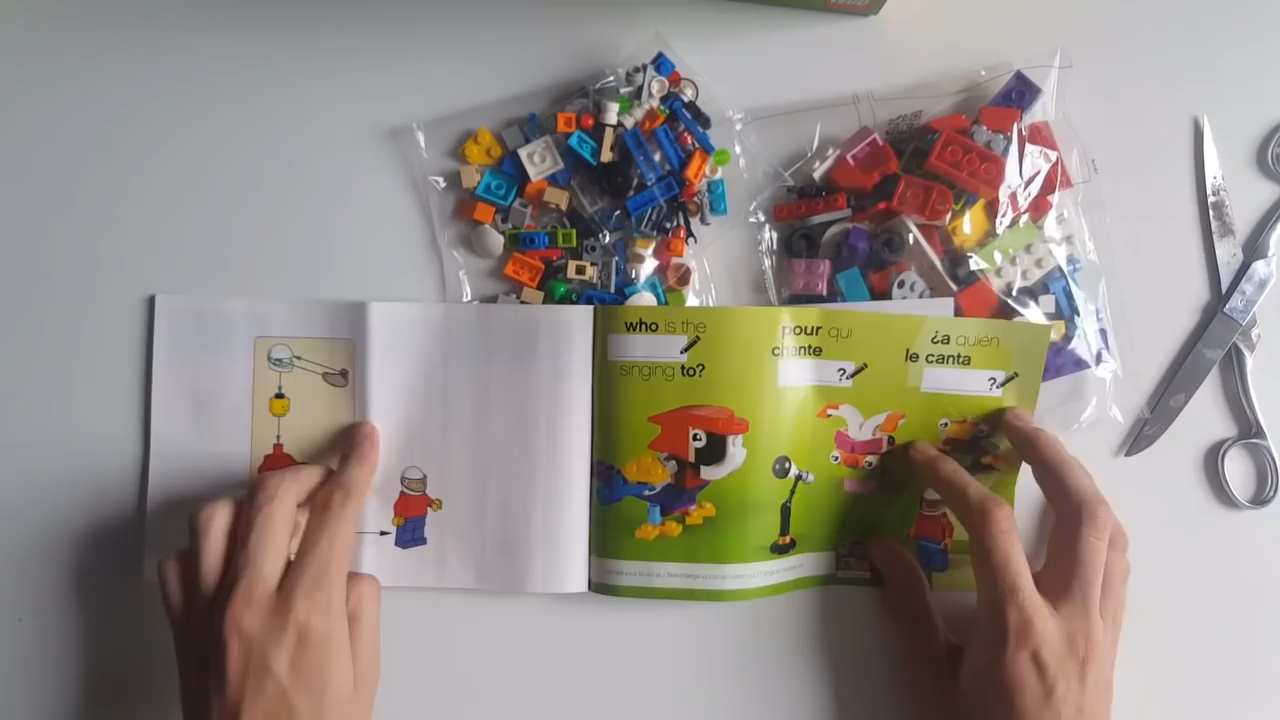 who is the
singing to?
pour qui
chante
?
¿a quién
le canta
?